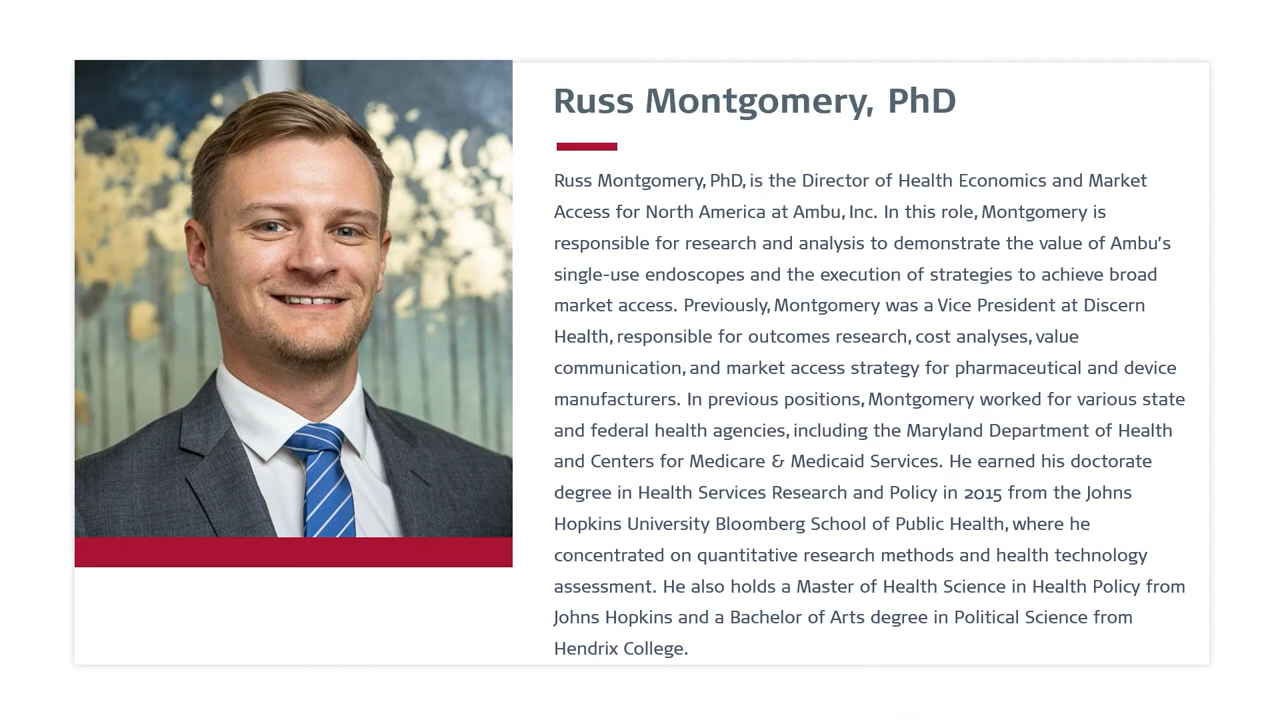 Russ Montgomery, PhD
Russ Montgomery, PhD, is the Director of Health Economics and Market
Access for North America at Ambu, Inc. In this role, Montgomery is
responsible for research and analysis to demonstrate the value of Ambu's
single-use endoscopes and the execution of strategies to achieve broad
market access. Previously, Montgomery was a Vice President at Discern
Health, responsible for outcomes research, cost analyses, value
communication, and market access strategy for pharmaceutical and device
manufacturers. In previous positions, Montgomery worked for various state
and federal health agencies, including the Maryland Department of Health
and Centers for Medicare & Medicaid Services. He earned his doctorate
degree in Health Services Research and Policy in 2015 from the Johns
Hopkins University Bloomberg School of Public Health, where he
concentrated on quantitative research methods and health technology
assessment. He also holds a Master of Health Science in Health Policy from
Johns Hopkins and a Bachelor of Arts degree in Political Science from
Hendrix College.